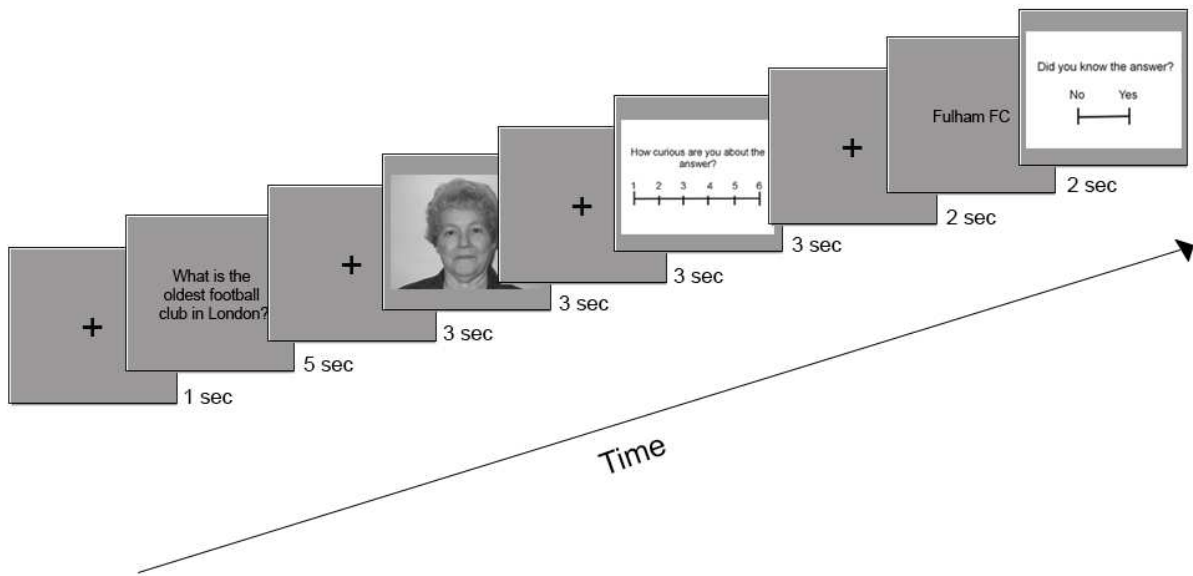 +
1 sec
What is the
oldest football
club in London?
5 sec
+
3 sec
3 sec
+
3 sec
How curious are you about the
answer?
1 2 3 4 5 6
3 sec
+
2 sec
Fulham FC
2 sec
Did you know the answer?
No Yes
Time